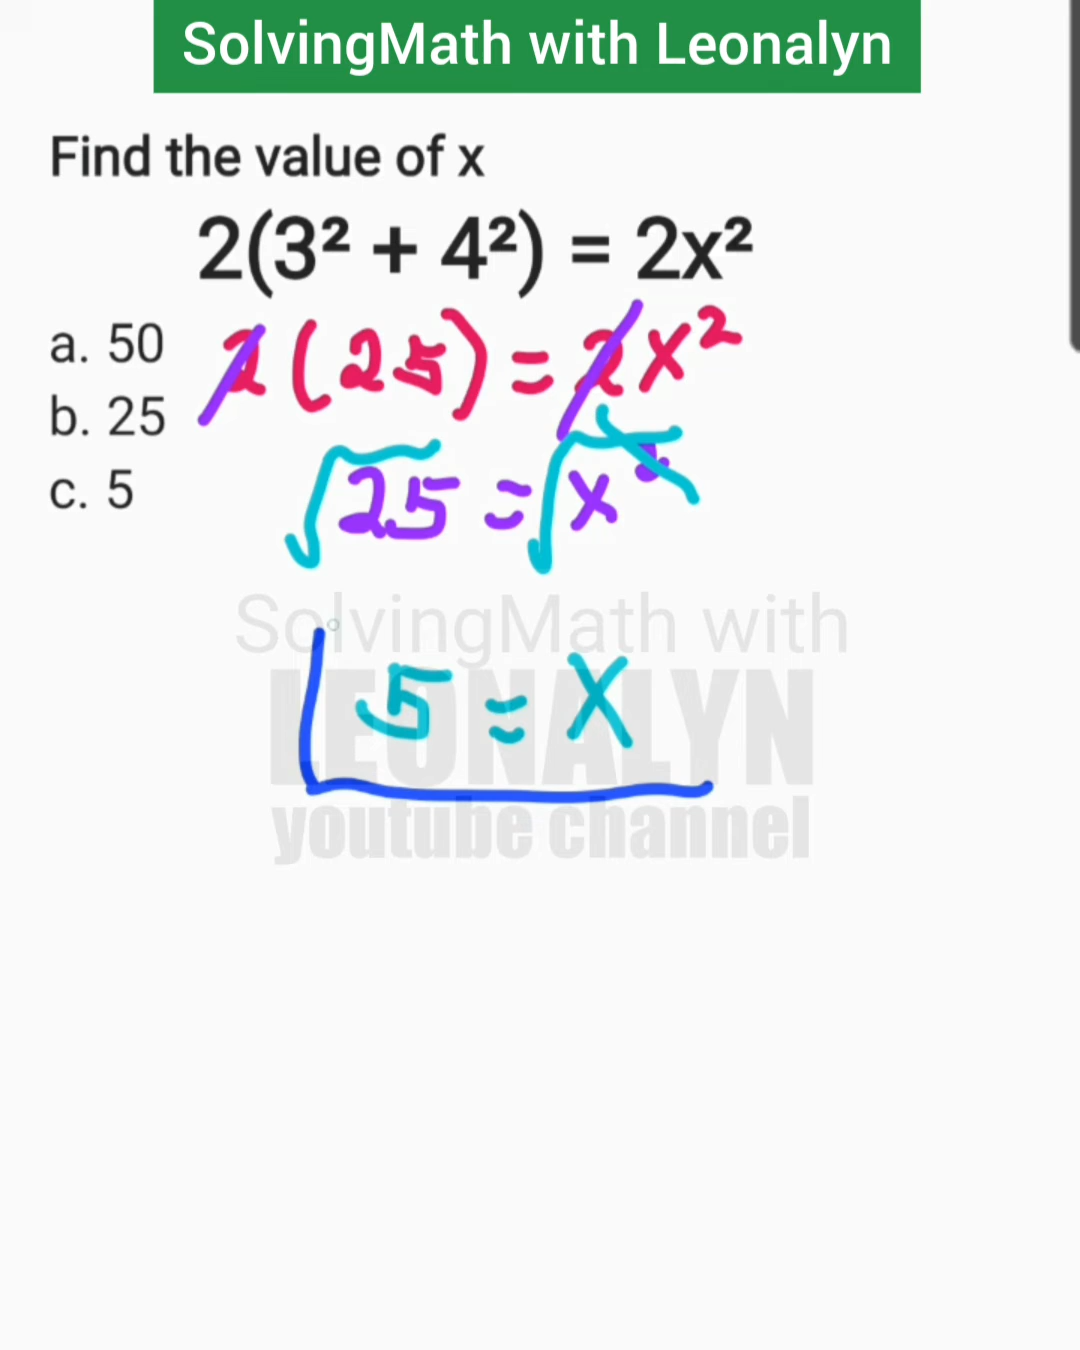 SolvingMath with Leonalyn
Find the value of x
2(3² + 4²) = 2x²
a. 50
2(25) = 2x²
b. 25
√25 = √x²
c. 5
SolvingMath with
5 = x
LEONALYN
youtube channel